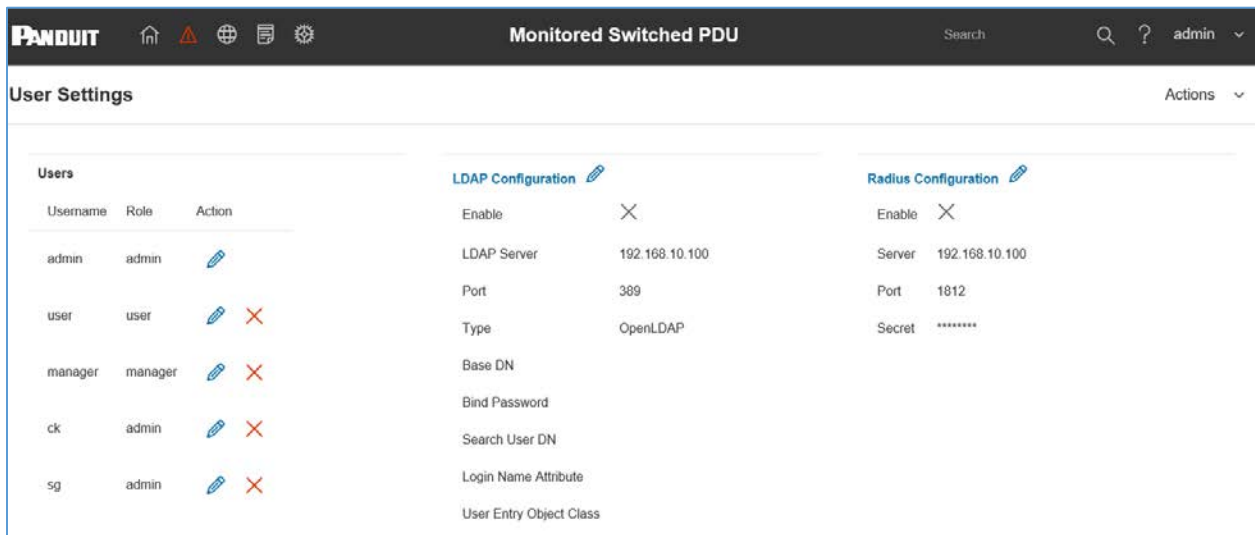 PANDUIT Monitored Switched PDU Search ? admin
User Settings Actions
Users
Username Role Action
admin admin
user user
manager manager
ck admin
sg admin
LDAP Configuration
Enable
LDAP Server 192.168.10.100
Port 389
Type OpenLDAP
Base DN
Bind Password
Search User DN
Login Name Attribute
User Entry Object Class
Radius Configuration
Enable
Server 192.168.10.100
Port 1812
Secret ********